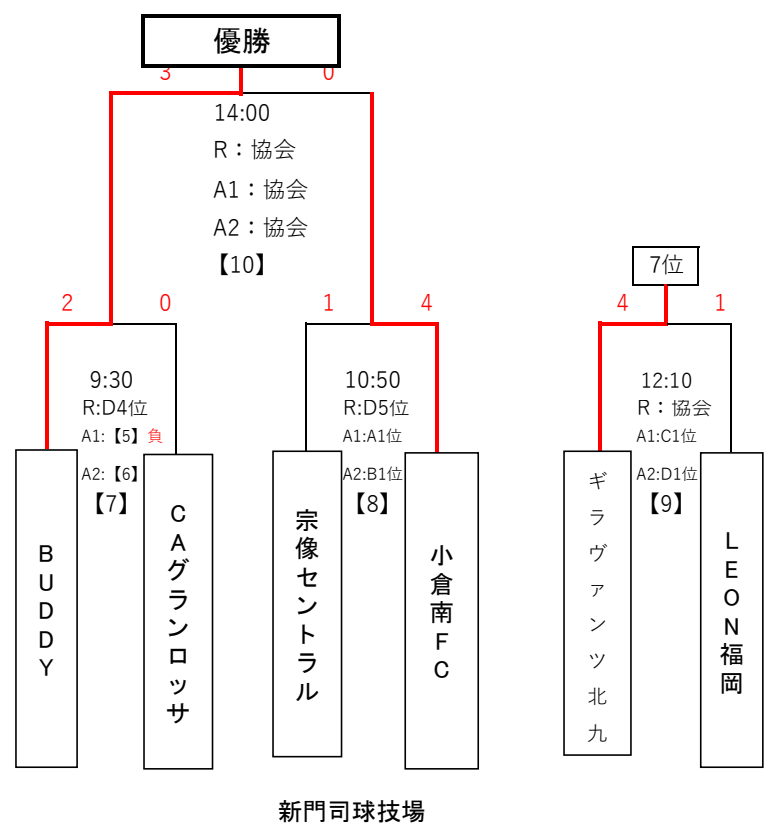 優勝
3 0
14:00
R：協会
A1：協会
A2：協会
【10】
7位
2 0 1 4 4 1
9:30
R:D4位
A1:【5】負
A2:【6】
【7】
10:50
R:D5位
A1:A1位
A2:B1位
【8】
12:10
R：協会
A1:C1位
A2:D1位
【9】
BUDDY
CAグランロッサ
宗像セントラル
小倉南FC
ギラヴァンツ北九
LEON福岡
新門司球技場